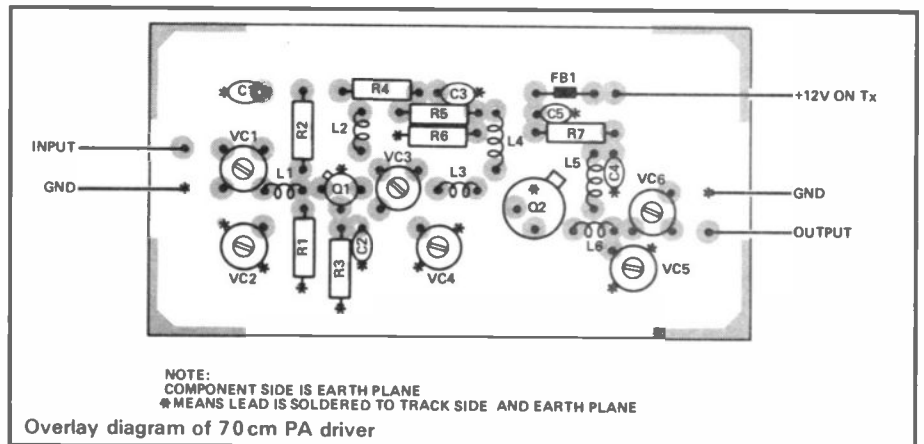 FB1
C1
R4
C3
+12V ON Tx
R2
L2
R5
C5
R6
L4
R7
VC1
INPUT
VC3
L5
C4
L1
L3
VC6
GND
Q1
GND
Q2
OUTPUT
R1
C2
L6
R3
VC2
VC4
VC5
NOTE:
COMPONENT SIDE IS EARTH PLANE
*MEANS LEAD IS SOLDERED TO TRACK SIDE AND EARTH PLANE
Overlay diagram of 70cm PA driver